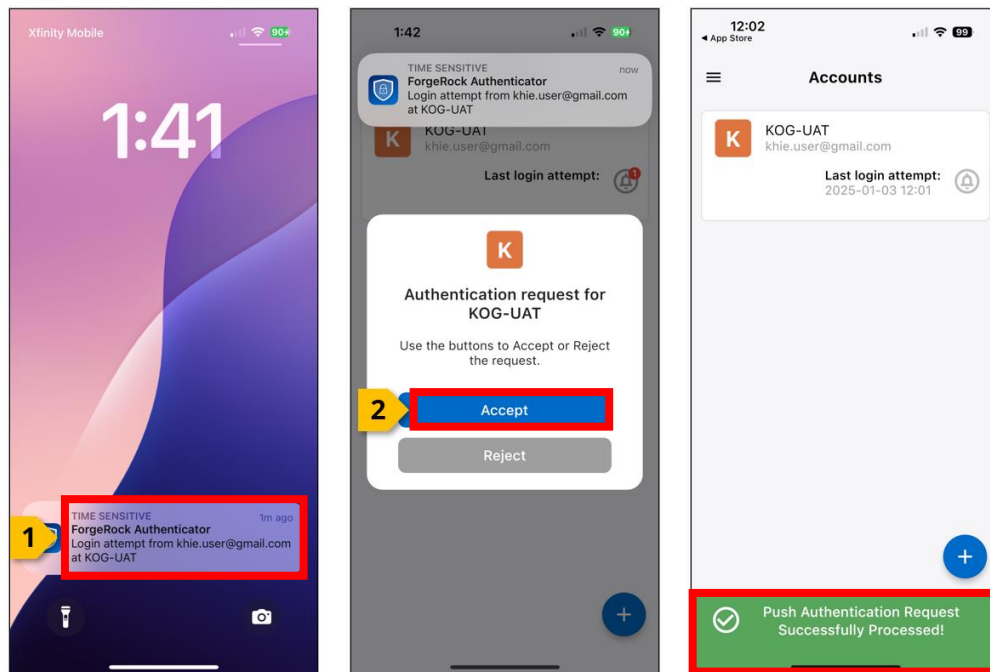 Xfinity Mobile
90
1:41
TIME SENSITIVE
1m ago
ForgeRock Authenticator
Login attempt from khie.user@gmail.com
at KOG-UAT
1
1:42
90
TIME SENSITIVE
now
ForgeRock Authenticator
Login attempt from khie.user@gmail.com
at KOG-UAT
K
KOG-UAT
khie.user@gmail.com
Last login attempt:
1
K
Authentication request for
KOG-UAT
Use the buttons to Accept or Reject
the request.
2
Accept
Reject
+
12:02
99
◄ App Store
Accounts
K
KOG-UAT
khie.user@gmail.com
Last login attempt:
2025-01-03 12:01
+
Push Authentication Request
Successfully Processed!